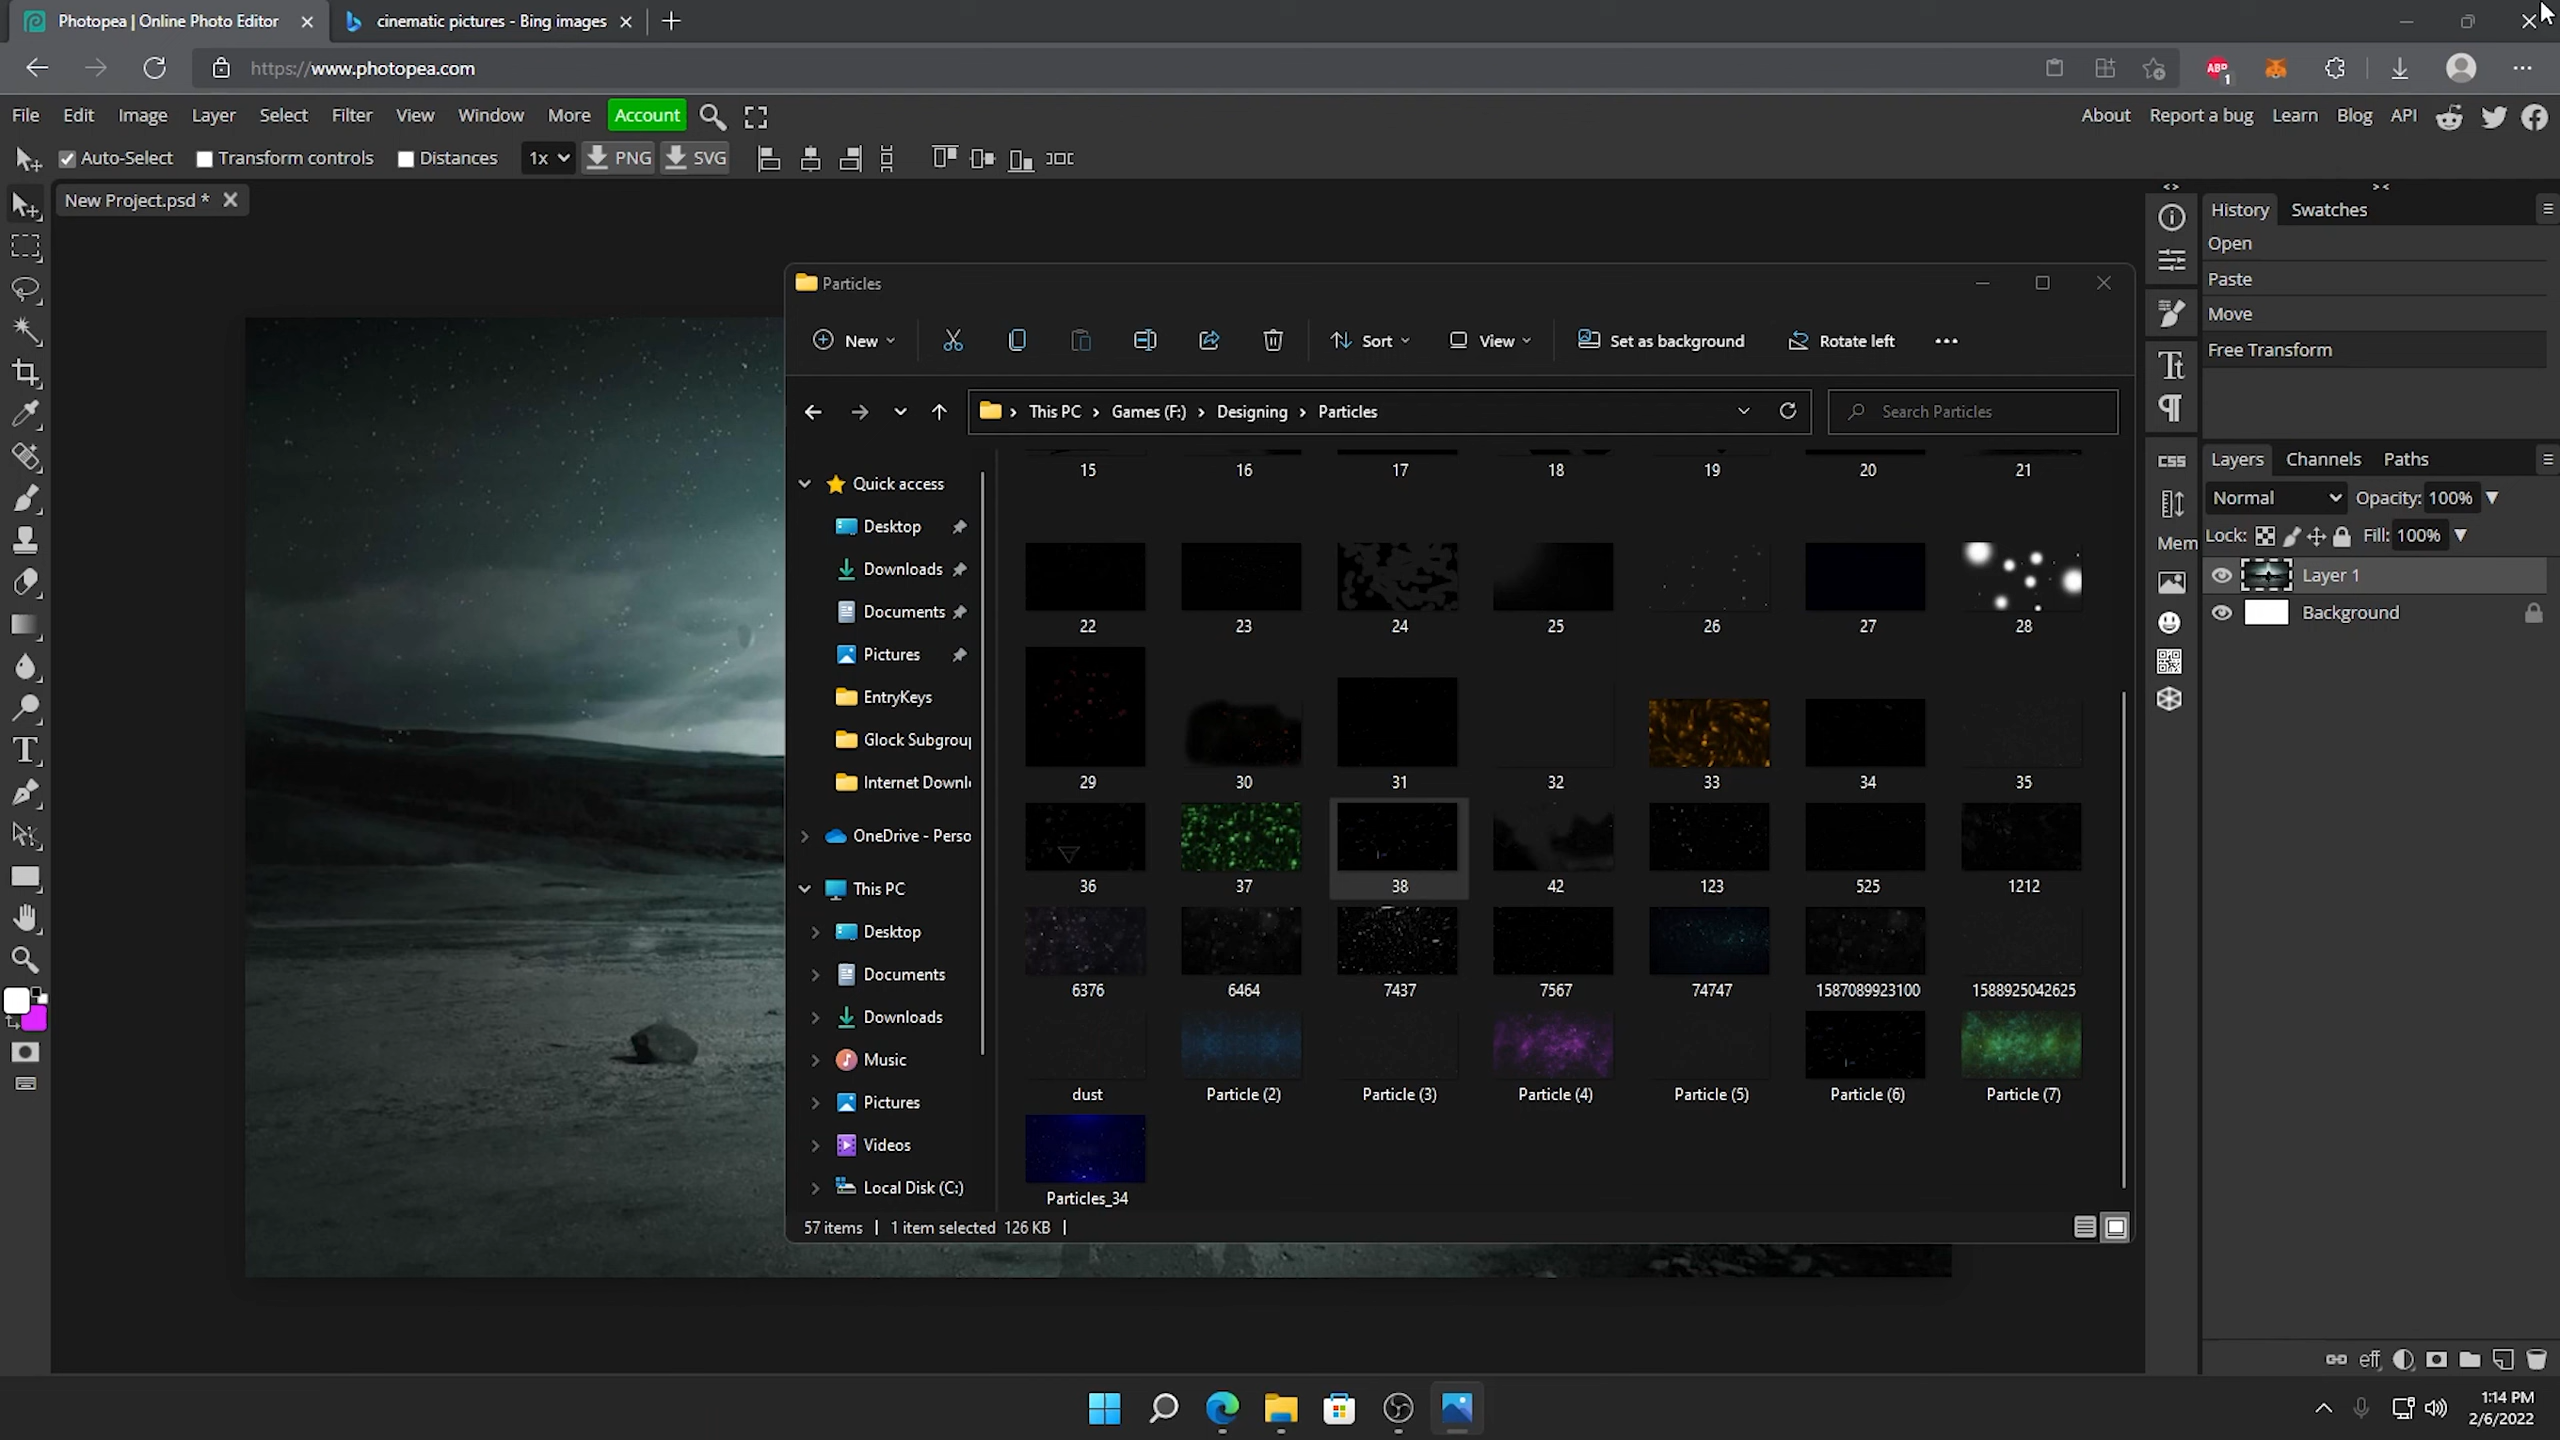 Photopea | Online Photo Editor
cinematic pictures - Bing images
https://www.photopea.com
ABP
1
File Edit Image Layer Select Filter View Window More Account
About Report a bug Learn Blog API
Auto-Select Transform controls Distances 1x PNG SVG
New Project.psd *
History Swatches
Open
Paste
Move
Free Transform
Tt
CSS
Mem
Layers Channels Paths
Normal Opacity: 100%
Lock: Fill: 100%
Layer 1
Background
eff
Particles
New Sort View Set as background Rotate left
This PC Games (F:) Designing Particles
Search Particles
Quick access
Desktop
Downloads
Documents
Pictures
EntryKeys
Glock Subgrou
Internet Downl
OneDrive - Perso
This PC
Desktop
Documents
Downloads
Music
Pictures
Videos
Local Disk (C:)
15 16 17 18 19 20 21
22 23 24 25 26 27 28
29 30 31 32 33 34 35
36 37 38 42 123 525 1212
6376 6464 7437 7567 74747 1587089923100 1588925042625
dust Particle (2) Particle (3) Particle (4) Particle (5) Particle (6) Particle (7)
Particles_34
57 items 1 item selected 126 KB
1:14 PM
2/6/2022